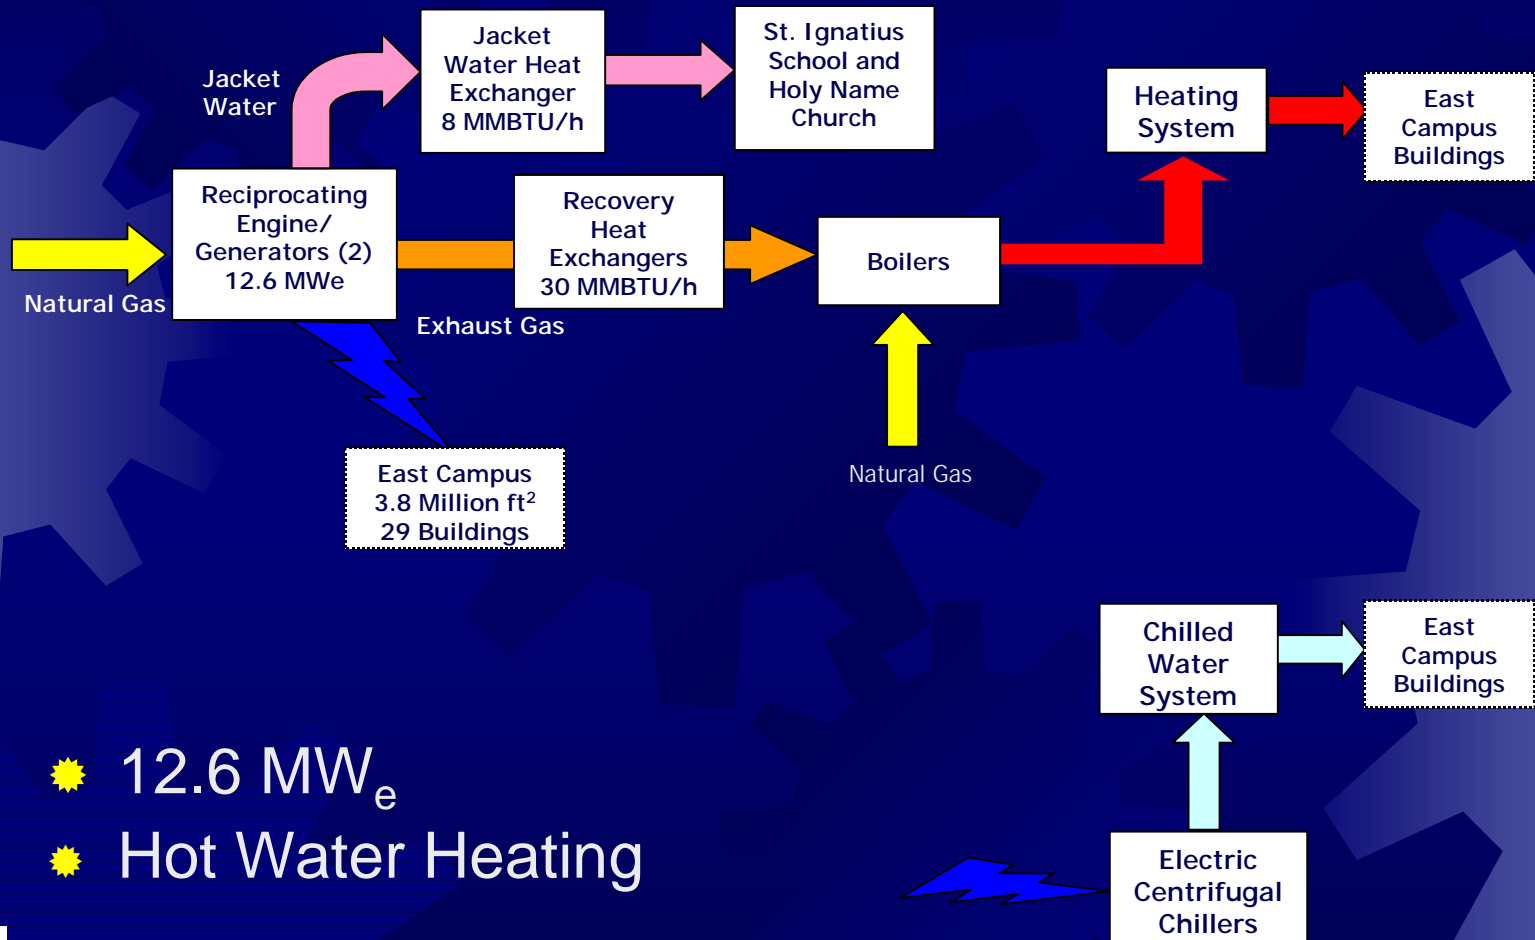 Jacket
Water
Jacket
Water Heat
Exchanger
8 MMBTU/h
St. Ignatius
School and
Holy Name
Church
Heating
System
East
Campus
Buildings
Natural Gas
Reciprocating
Engine/
Generators (2)
12.6 MWe
Exhaust Gas
Recovery
Heat
Exchangers
30 MMBTU/h
Boilers
Natural Gas
East Campus
3.8 Million ft²
29 Buildings
Chilled
Water
System
East
Campus
Buildings
12.6 MWₑ
Hot Water Heating
Electric
Centrifugal
Chillers